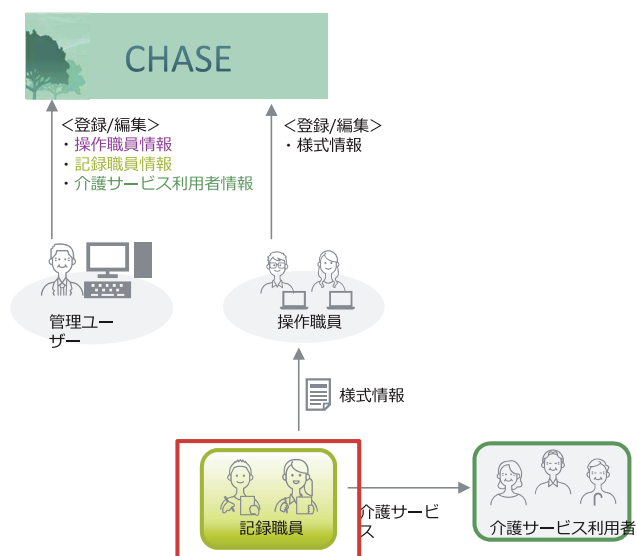 CHASE
<登録/編集>
・操作職員情報
・記録職員情報
・介護サービス利用者情報
<登録/編集>
・様式情報
管理ユー
ザー
操作職員
様式情報
記録職員
介護サービ
ス
介護サービス利用者